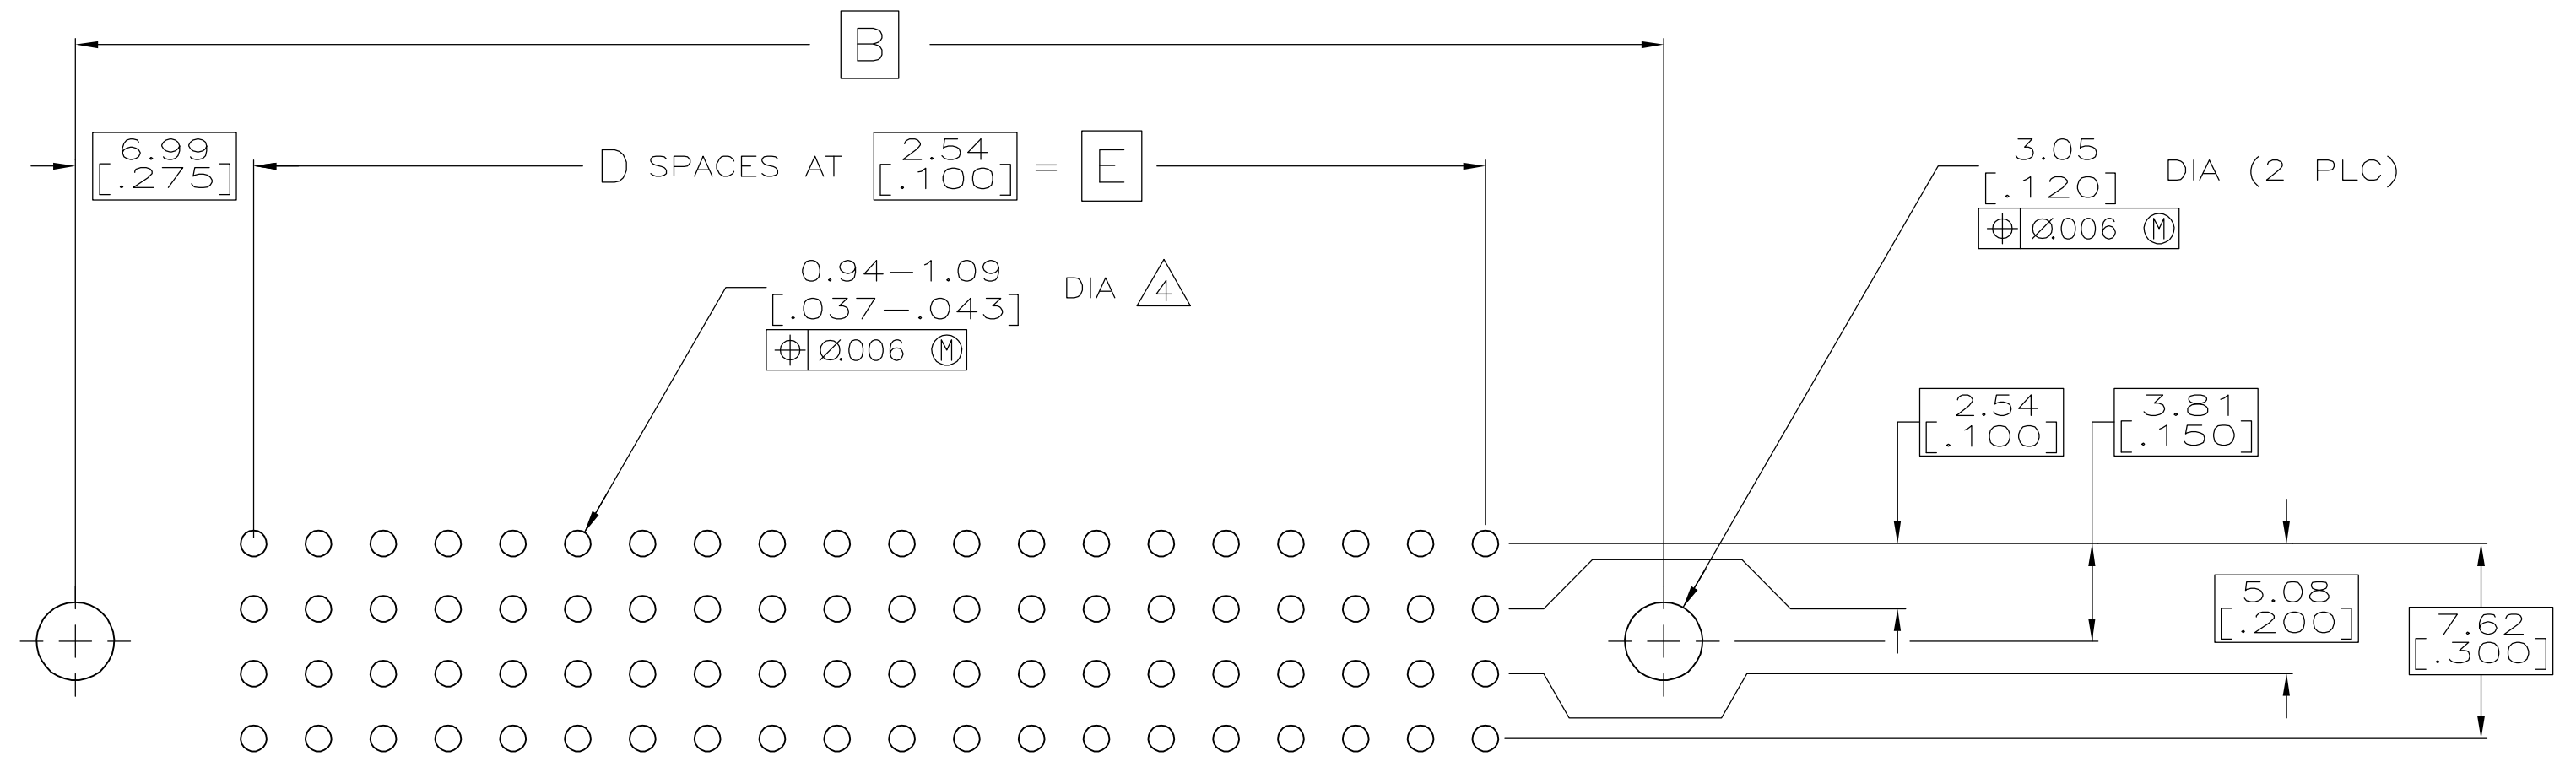 B
6.99
[.275]
D SPACES AT 2.54 = E
[.100]
3.05
[.120] DIA (2 PLC)
⌖ Ø.006 Ⓜ
0.94-1.09
[.037-.043] DIA 4
⌖ Ø.006 Ⓜ
2.54
[.100]
3.81
[.150]
5.08
[.200]
7.62
[.300]